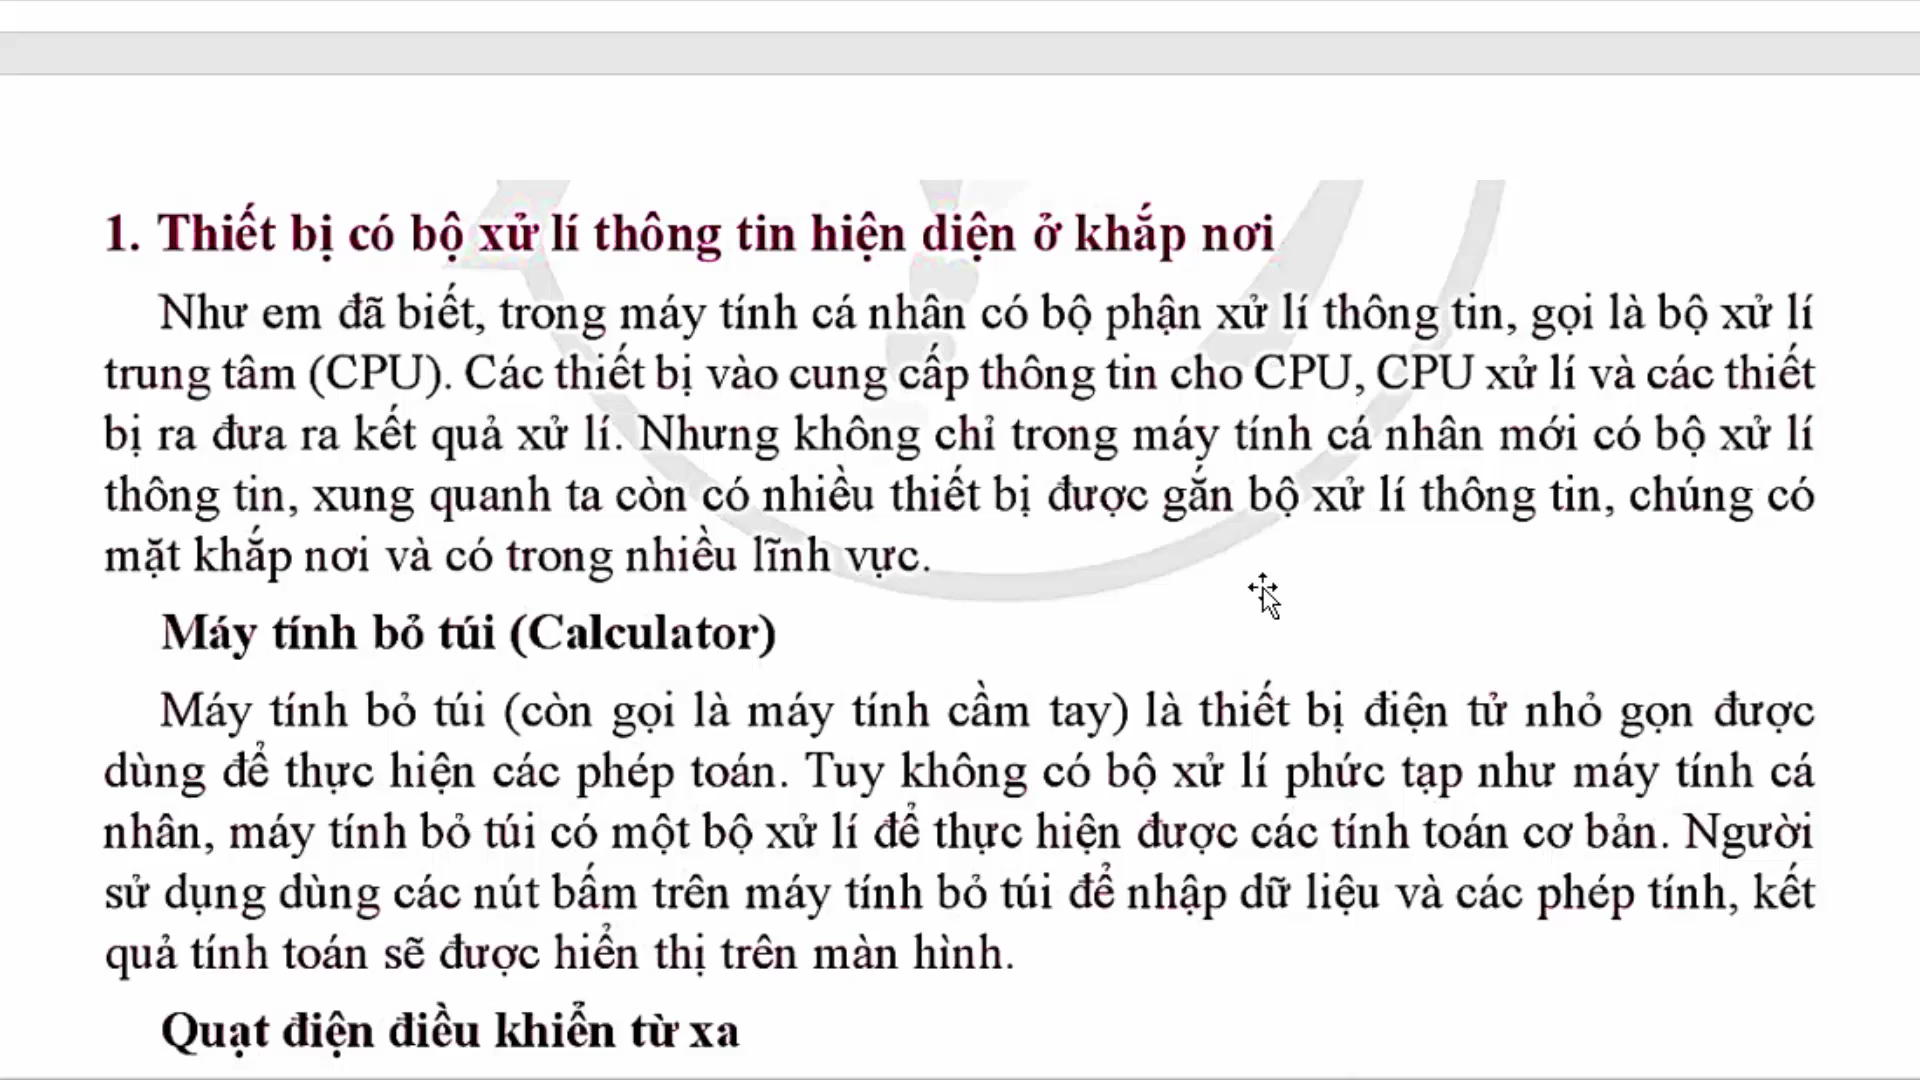 1. Thiết bị có bộ xử lí thông tin hiện diện ở khắp nơi
Như em đã biết, trong máy tính cá nhân có bộ phận xử lí thông tin, gọi là bộ xử lí
trung tâm (CPU). Các thiết bị vào cung cấp thông tin cho CPU, CPU xử lí và các thiết
bị ra đưa ra kết quả xử lí. Nhưng không chỉ trong máy tính cá nhân mới có bộ xử lí
thông tin, xung quanh ta còn có nhiều thiết bị được gắn bộ xử lí thông tin, chúng có
mặt khắp nơi và có trong nhiều lĩnh vực.
Máy tính bỏ túi (Calculator)
Máy tính bỏ túi (còn gọi là máy tính cầm tay) là thiết bị điện tử nhỏ gọn được
dùng để thực hiện các phép toán. Tuy không có bộ xử lí phức tạp như máy tính cá
nhân, máy tính bỏ túi có một bộ xử lí để thực hiện được các tính toán cơ bản. Người
sử dụng dùng các nút bấm trên máy tính bỏ túi để nhập dữ liệu và các phép tính, kết
quả tính toán sẽ được hiển thị trên màn hình.
Quạt điện điều khiển từ xa